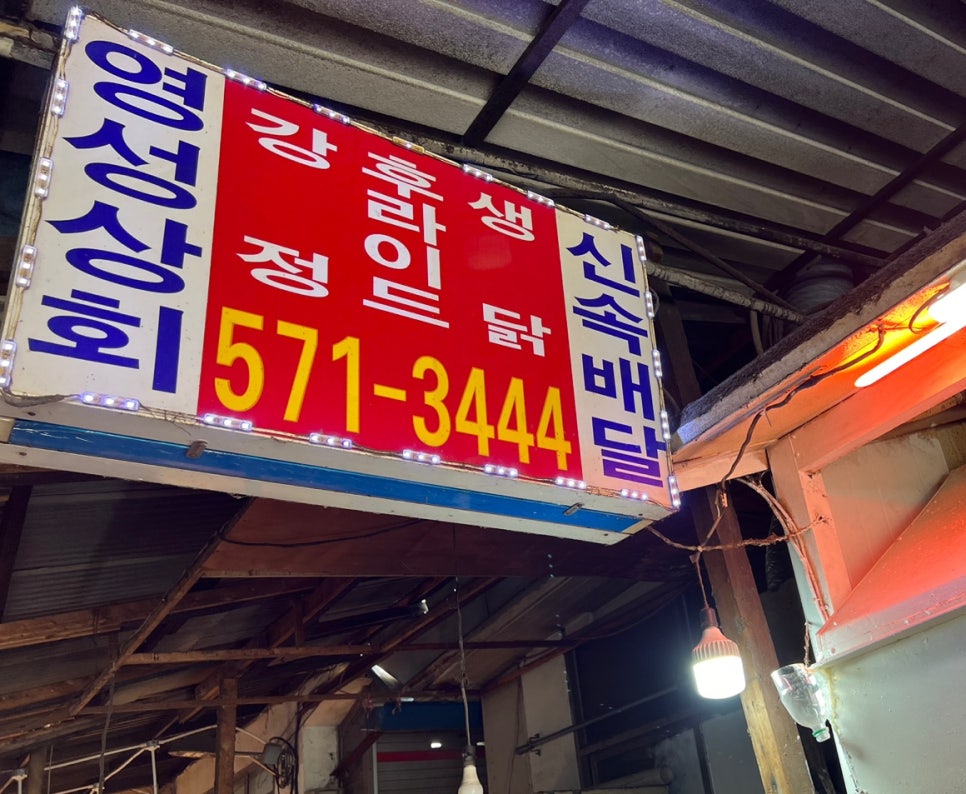 영성상회
강정
후라이드
생닭
571-3444
신속배달